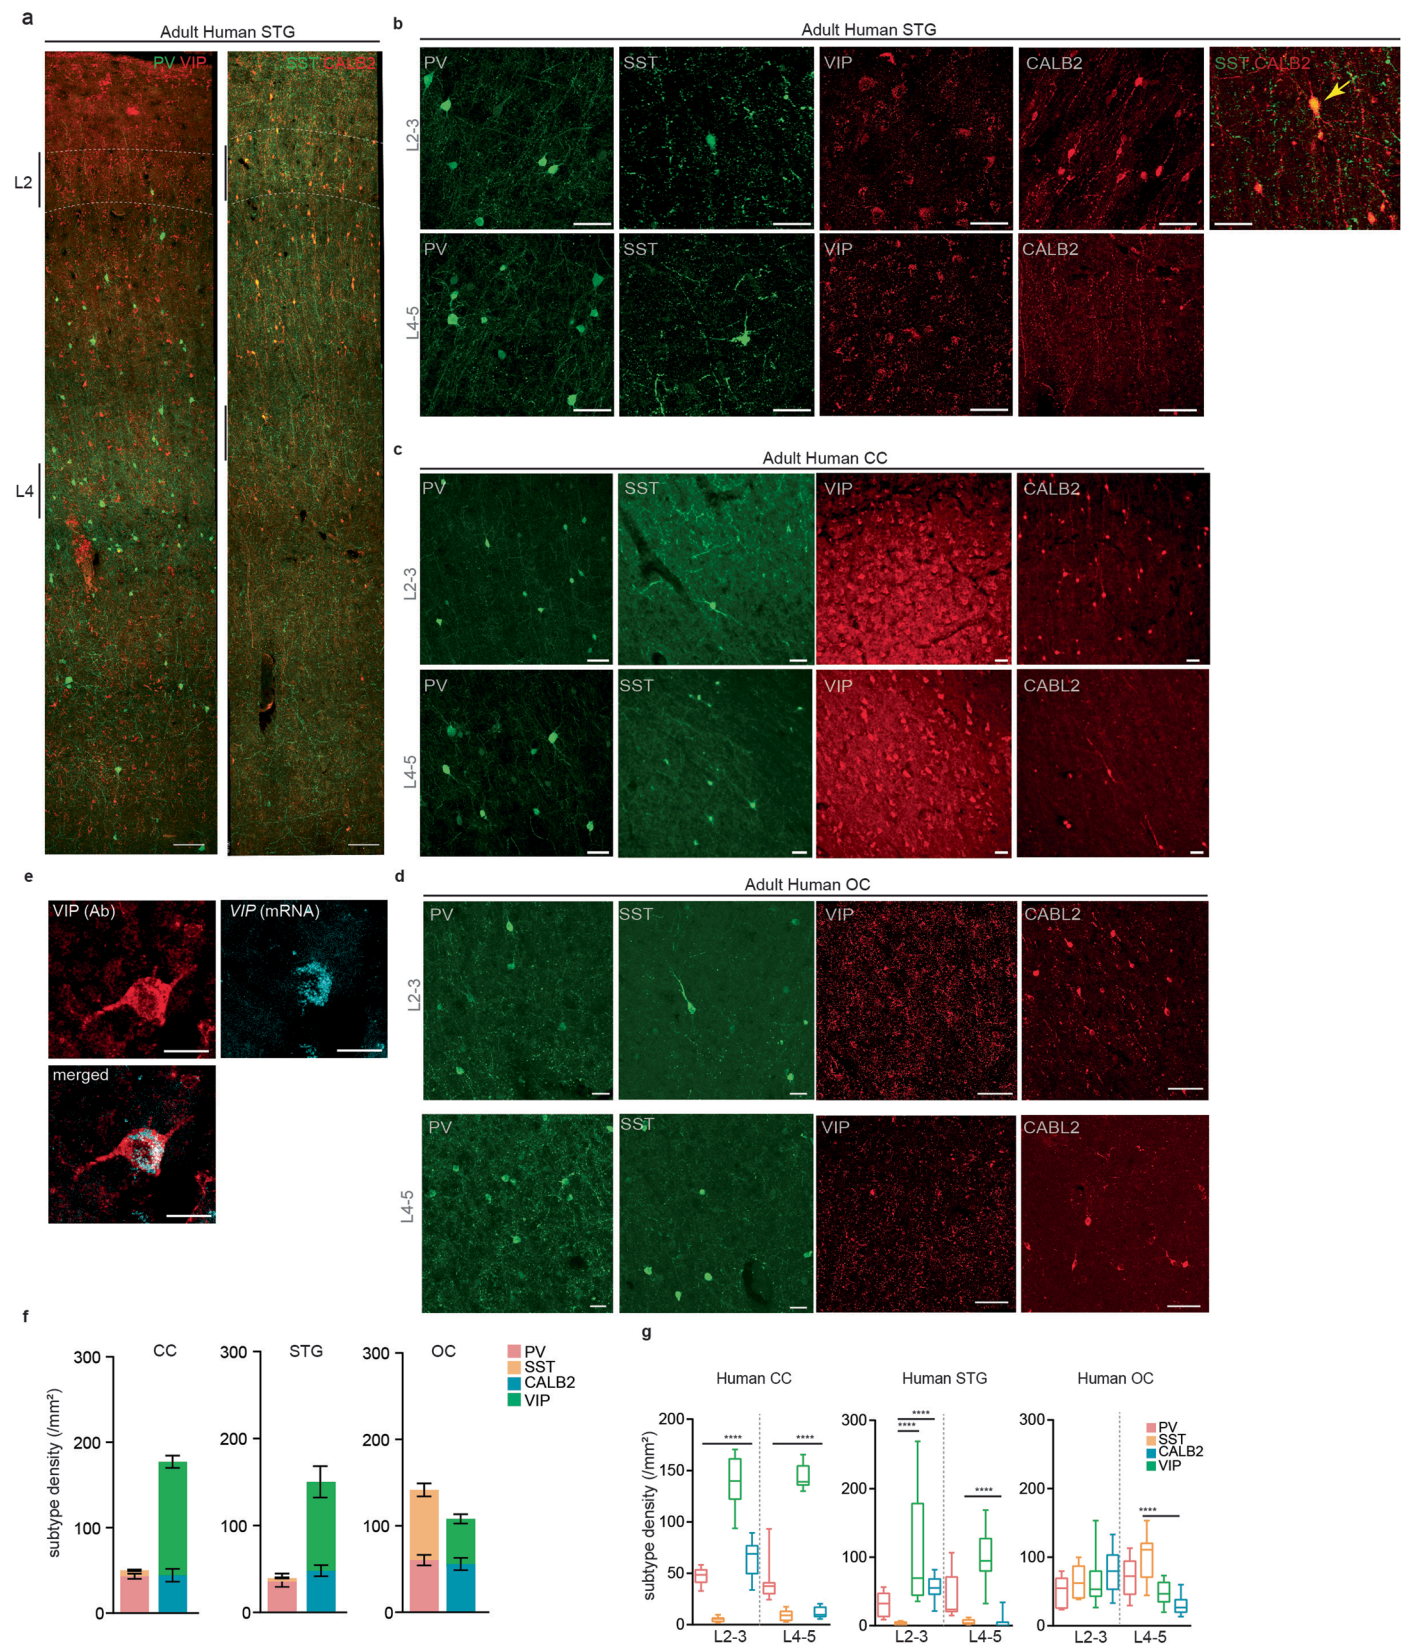 a
Adult Human STG
PV VIP
SST CALB2
L2
L4
b
Adult Human STG
L2-3
PV
SST
VIP
CALB2
SST CALB2
L4-5
PV
SST
VIP
CALB2
c
Adult Human CC
L2-3
PV
SST
VIP
CALB2
L4-5
PV
SST
VIP
CABL2
e
VIP (Ab)
VIP (mRNA)
merged
d
Adult Human OC
L2-3
PV
SST
VIP
CABL2
L4-5
PV
SST
VIP
CABL2
f
subtype density (/mm²)
CC
300
200
100
0
STG
300
200
100
0
OC
300
200
100
0
PV
SST
CALB2
VIP
g
subtype density (/mm²)
Human CC
200
150
100
50
0
****
****
L2-3 L4-5
Human STG
300
200
100
0
****
****
****
L2-3 L4-5
Human OC
300
200
100
0
PV
SST
CALB2
VIP
****
L2-3 L4-5